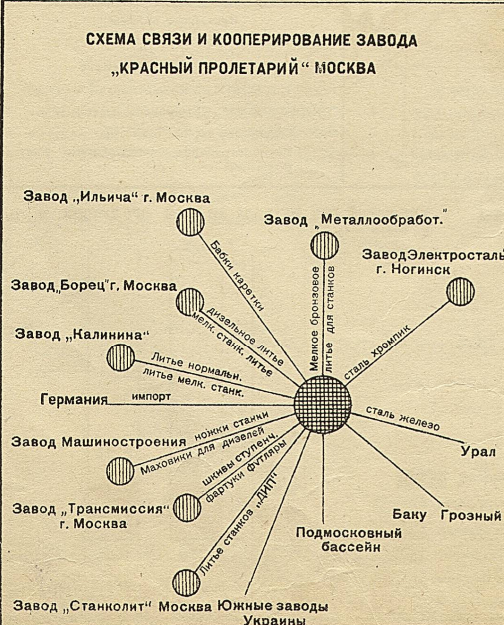 СХЕМА СВЯЗИ И КООПЕРИРОВАНИЕ ЗАВОДА
„КРАСНЫЙ ПРОЛЕТАРИЙ“ МОСКВА
Завод „Ильича“ г. Москва
Бабки каретки
Завод „Металлообработ.“
Мелкое бронзовое
литье для станков
Завод Электросталь
г. Ногинск
сталь хромпик
Завод „Борец“ г. Москва
дизельное литье
мелк. станк. литье
Завод „Калинина“
Литье нормальн.
литье мелк. станк.
Германия импорт
сталь железо
Урал
Завод Машиностроения
ножки станки
Маховики для дизелей
Завод „Трансмиссия“
г. Москва
шкивы ступенч.
фартуки футляры
Баку Грозный
Подмосковный
бассейн
Литье станков „ДИП“
Завод „Станколит“ Москва
Южные заводы
Украины